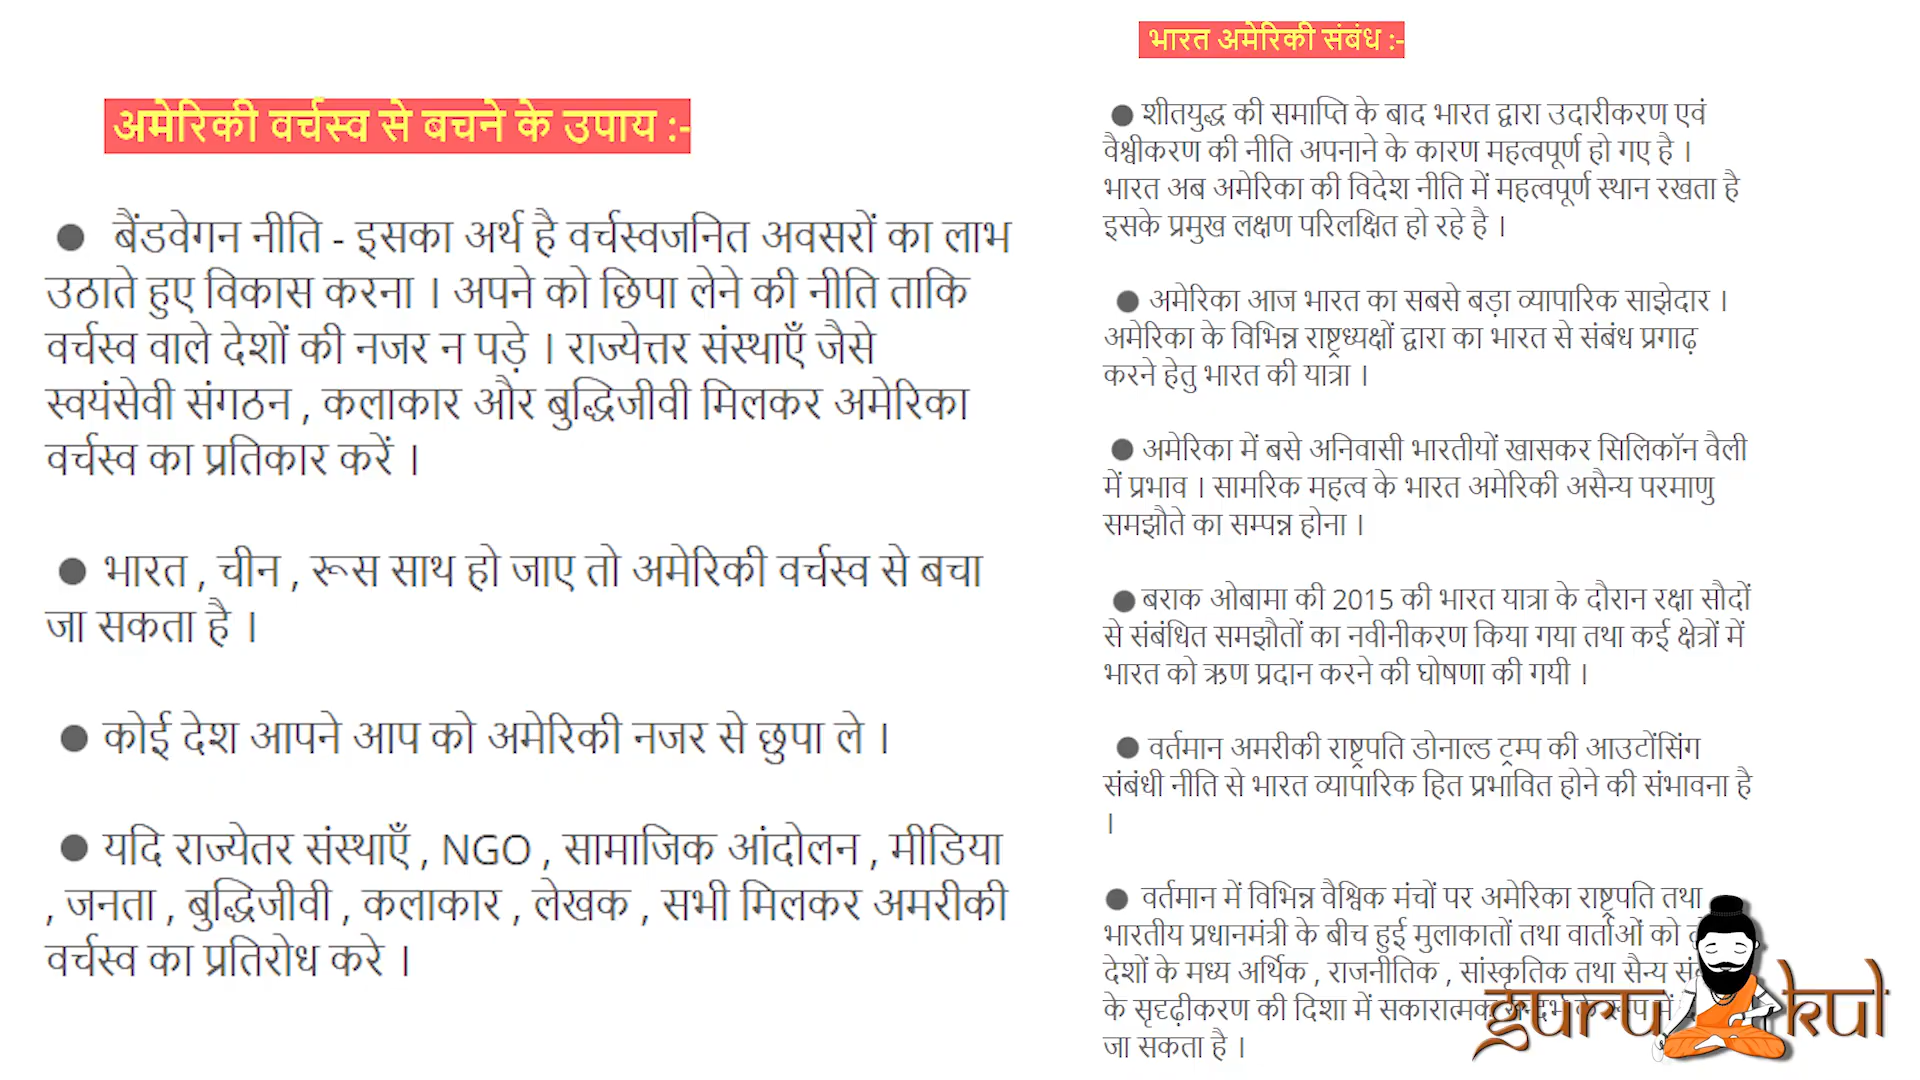 अमेरिकी वर्चस्व से बचने के उपाय :-
● बैंडवेगन नीति - इसका अर्थ है वर्चस्वजनित अवसरों का लाभ
उठाते हुए विकास करना । अपने को छिपा लेने की नीति ताकि
वर्चस्व वाले देशों की नजर न पड़े । राज्येत्तर संस्थाएँ जैसे
स्वयंसेवी संगठन , कलाकार और बुद्धिजीवी मिलकर अमेरिका
वर्चस्व का प्रतिकार करें ।
● भारत , चीन , रूस साथ हो जाए तो अमेरिकी वर्चस्व से बचा
जा सकता है ।
● कोई देश आपने आप को अमेरिकी नजर से छुपा ले ।
● यदि राज्येतर संस्थाएँ , NGO , सामाजिक आंदोलन , मीडिया
, जनता , बुद्धिजीवी , कलाकार , लेखक , सभी मिलकर अमरीकी
वर्चस्व का प्रतिरोध करे ।
भारत अमेरिकी संबंध :-
● शीतयुद्ध की समाप्ति के बाद भारत द्वारा उदारीकरण एवं
वैश्वीकरण की नीति अपनाने के कारण महत्वपूर्ण हो गए है ।
भारत अब अमेरिका की विदेश नीति में महत्वपूर्ण स्थान रखता है
इसके प्रमुख लक्षण परिलक्षित हो रहे है ।
● अमेरिका आज भारत का सबसे बड़ा व्यापारिक साझेदार ।
अमेरिका के विभिन्न राष्ट्रध्यक्षों द्वारा का भारत से संबंध प्रगाढ़
करने हेतु भारत की यात्रा ।
● अमेरिका में बसे अनिवासी भारतीयों खासकर सिलिकॉन वैली
में प्रभाव । सामरिक महत्व के भारत अमेरिकी असैन्य परमाणु
समझौते का सम्पन्न होना ।
● बराक ओबामा की 2015 की भारत यात्रा के दौरान रक्षा सौदों
से संबंधित समझौतों का नवीनीकरण किया गया तथा कई क्षेत्रों में
भारत को ऋण प्रदान करने की घोषणा की गयी ।
● वर्तमान अमरीकी राष्ट्रपति डोनाल्ड ट्रम्प की आउटोंसिंग
संबंधी नीति से भारत व्यापारिक हित प्रभावित होने की संभावना है
।
● वर्तमान में विभिन्न वैश्विक मंचों पर अमेरिका राष्ट्रपति तथा
भारतीय प्रधानमंत्री के बीच हुई मुलाकातों तथा वार्ताओं को
देशों के मध्य अर्थिक , राजनीतिक , सांस्कृतिक तथा सैन्य
के सृदृढ़ीकरण की दिशा में सकारात्मक
जा सकता है ।
gurukul